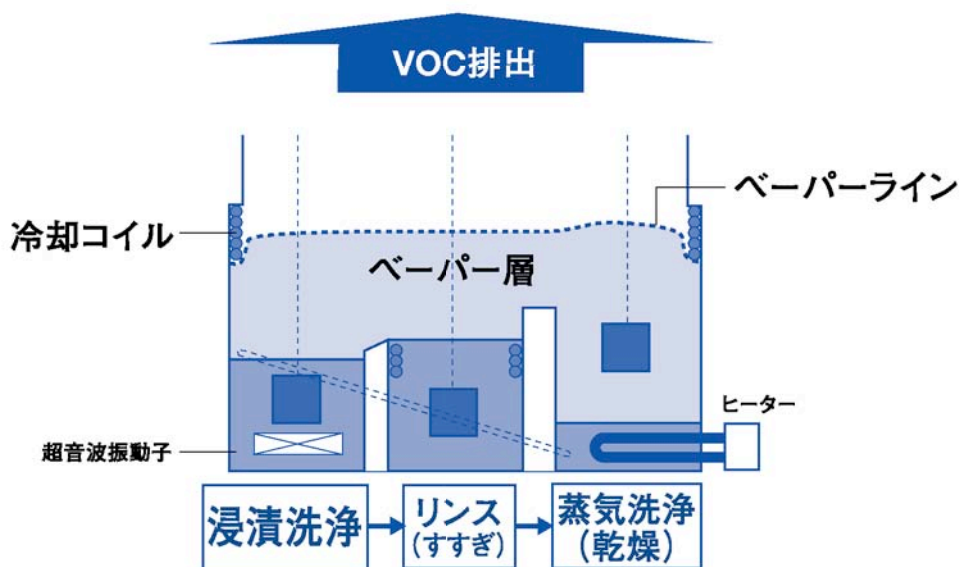 VOC排出
ベーパーライン
冷却コイル
ベーパー層
ヒーター
超音波振動子
浸漬洗浄
リンス
(すすぎ)
蒸気洗浄
(乾燥)